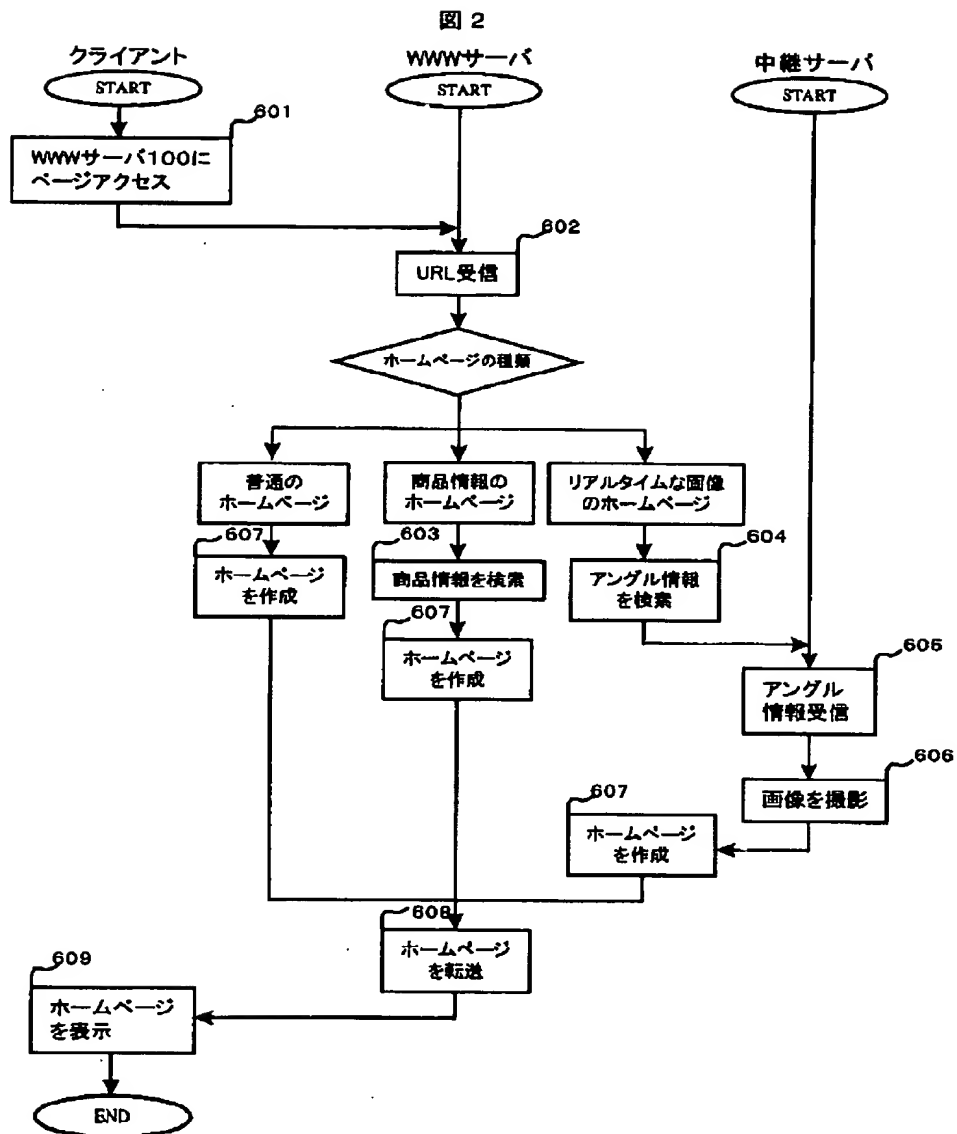 図 2
クライアント
WWWサーバ
中継サーバ
START
START
START
601
WWWサーバ100に
ページアクセス
602
URL受信
ホームページの種類
普通の
ホームページ
商品情報の
ホームページ
リアルタイムな画像
のホームページ
607
ホームページ
を作成
603
商品情報を検索
604
アングル情報
を検索
607
ホームページ
を作成
605
アングル
情報受信
606
画像を撮影
607
ホームページ
を作成
608
ホームページ
を転送
609
ホームページ
を表示
END